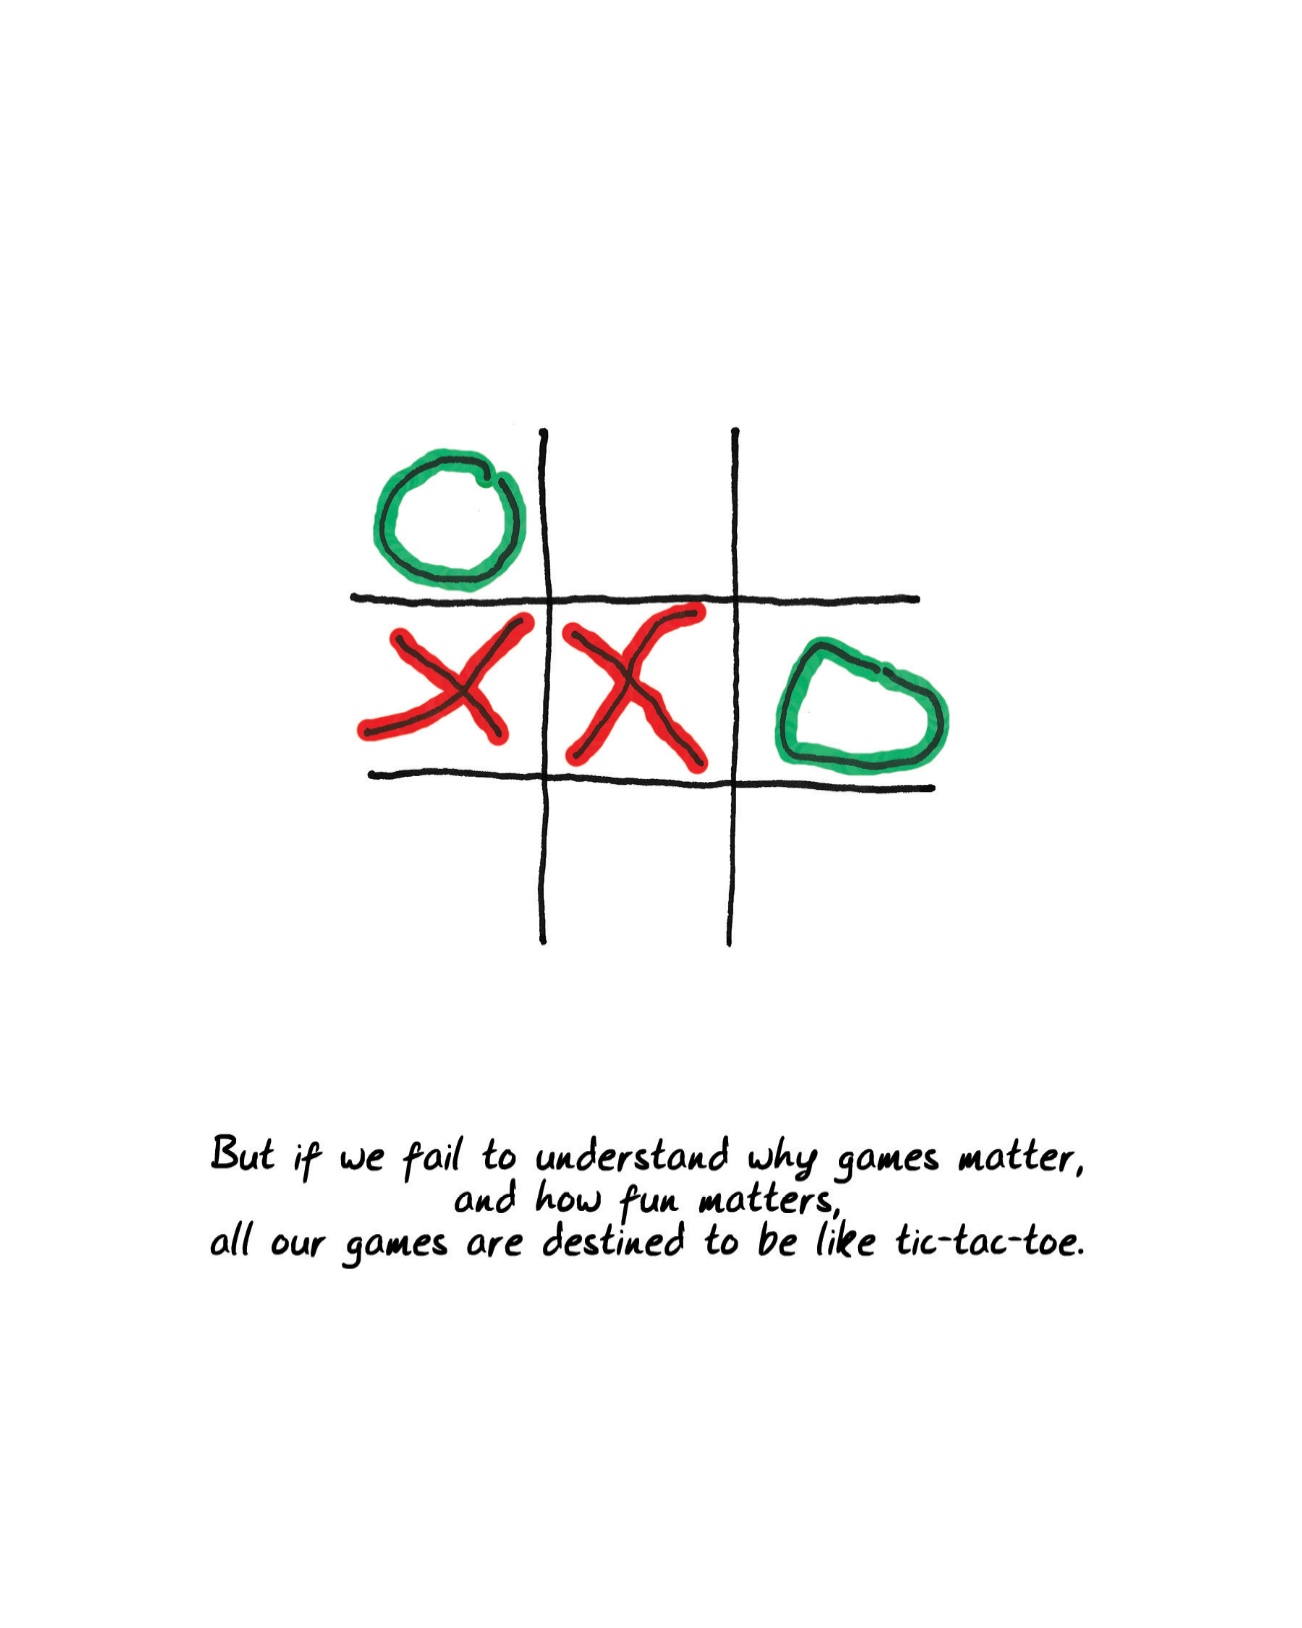 But if we fail to understand why games matter,
and how fun matters,
all our games are destined to be like tic-tac-toe.